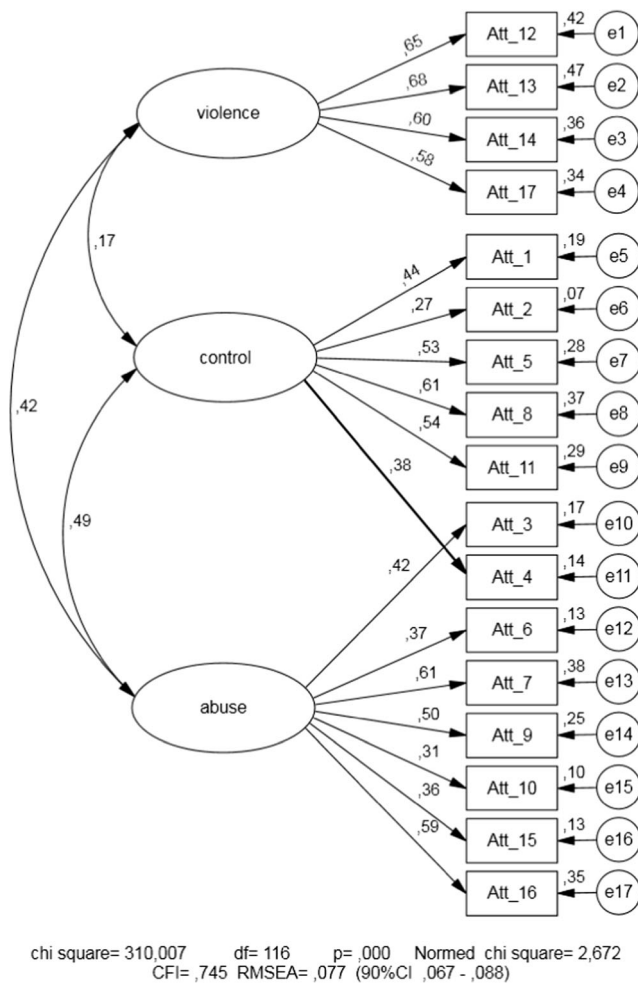 ,65 Att_12 ,42 e1
,68 Att_13 ,47 e2
violence
,60 Att_14 ,36 e3
,58 Att_17 ,34 e4
,17
,44 Att_1 ,19 e5
,27 Att_2 ,07 e6
control
,53 Att_5 ,28 e7
,61 Att_8 ,37 e8
,54 Att_11 ,29 e9
,42
,38
,49
,42 Att_3 ,17 e10
Att_4 ,14 e11
,37 Att_6 ,13 e12
,61 Att_7 ,38 e13
abuse
,50 Att_9 ,25 e14
,31 Att_10 ,10 e15
,36 Att_15 ,13 e16
,59 Att_16 ,35 e17
chi square= 310,007 df= 116 p= ,000 Normed chi square= 2,672
CFI= ,745 RMSEA= ,077 (90%CI ,067 - ,088)